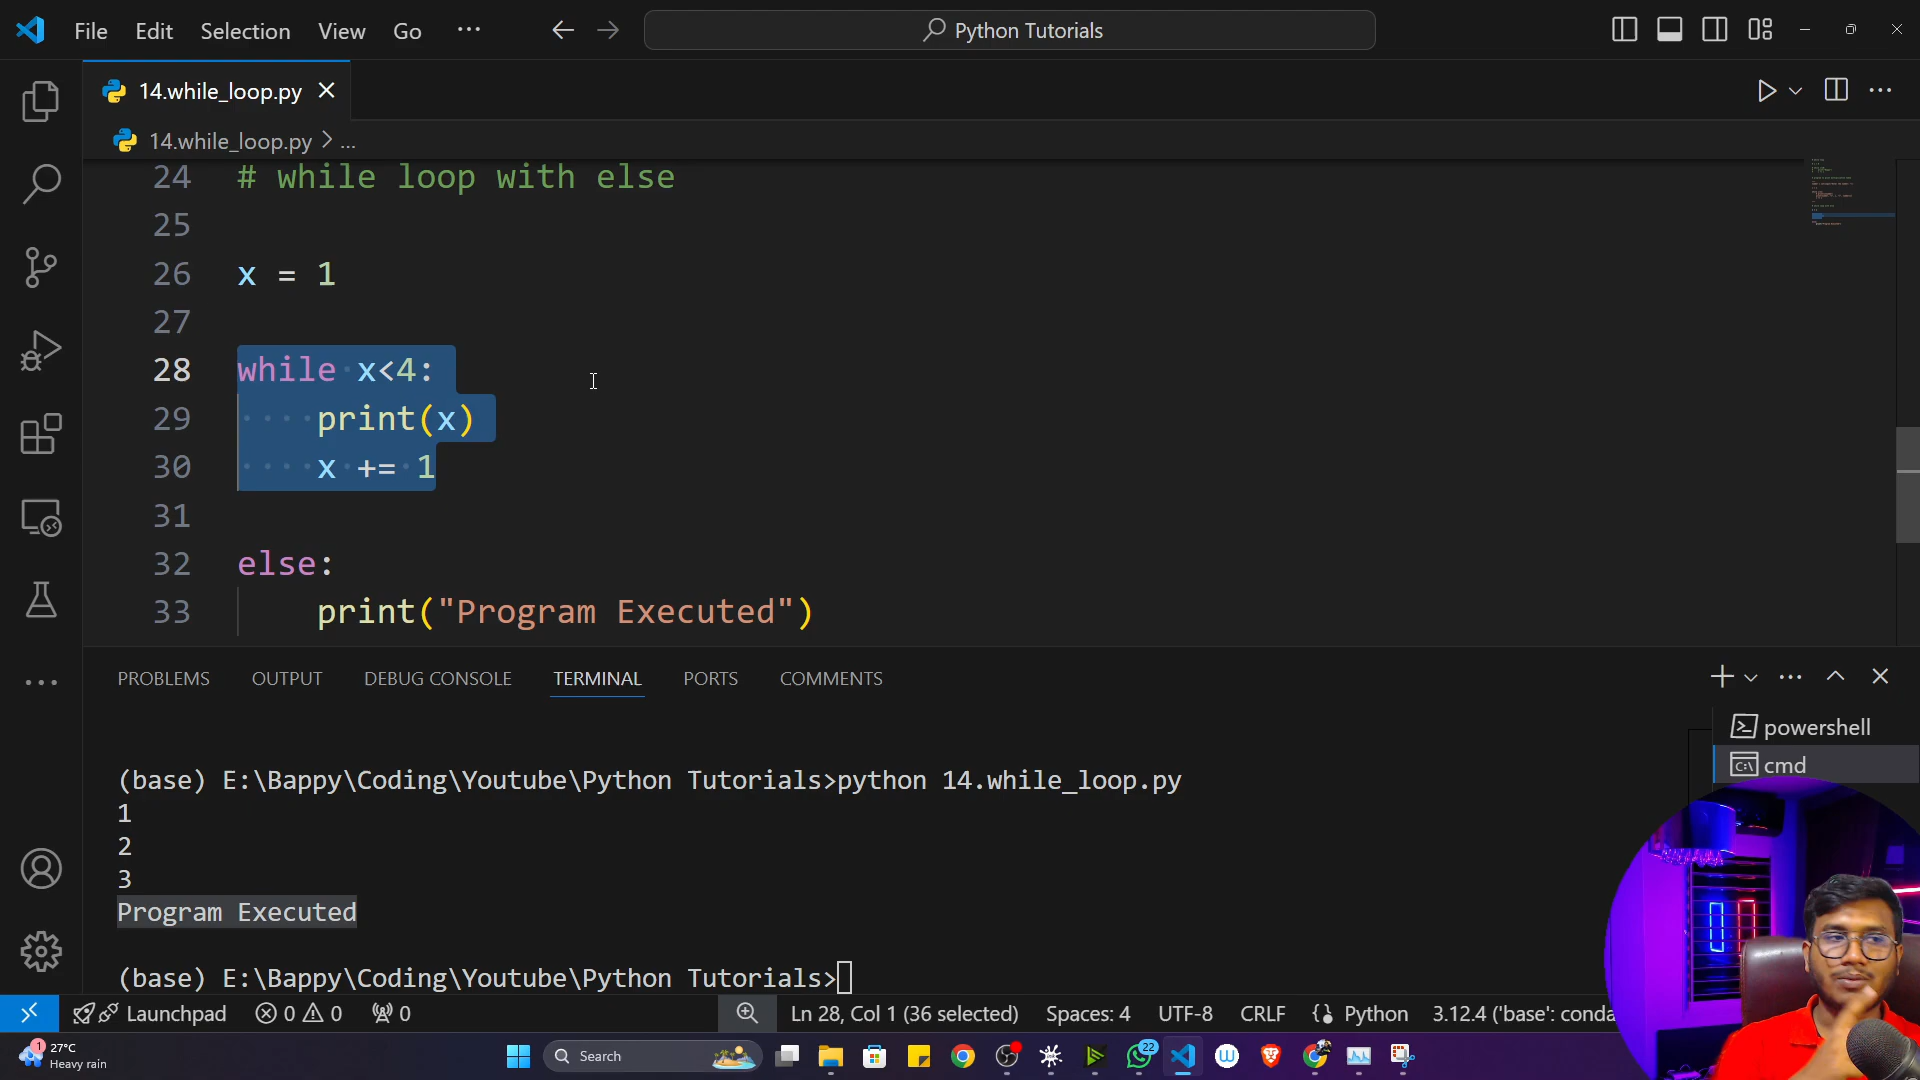 File Edit Selection View Go ...
Python Tutorials
14.while_loop.py
14.while_loop.py > ...
24 # while loop with else
25
26 x = 1
27
28 while x<4:
29 print(x)
30 x += 1
31
32 else:
33 print("Program Executed")
PROBLEMS OUTPUT DEBUG CONSOLE TERMINAL PORTS COMMENTS
powershell
cmd
(base) E:\Bappy\Coding\Youtube\Python Tutorials>python 14.while_loop.py
1
2
3
Program Executed
(base) E:\Bappy\Coding\Youtube\Python Tutorials>
Launchpad 0 0 0 Ln 28, Col 1 (36 selected) Spaces: 4 UTF-8 CRLF Python 3.12.4 ('base': conda
1 27°C
Heavy rain
Search
22